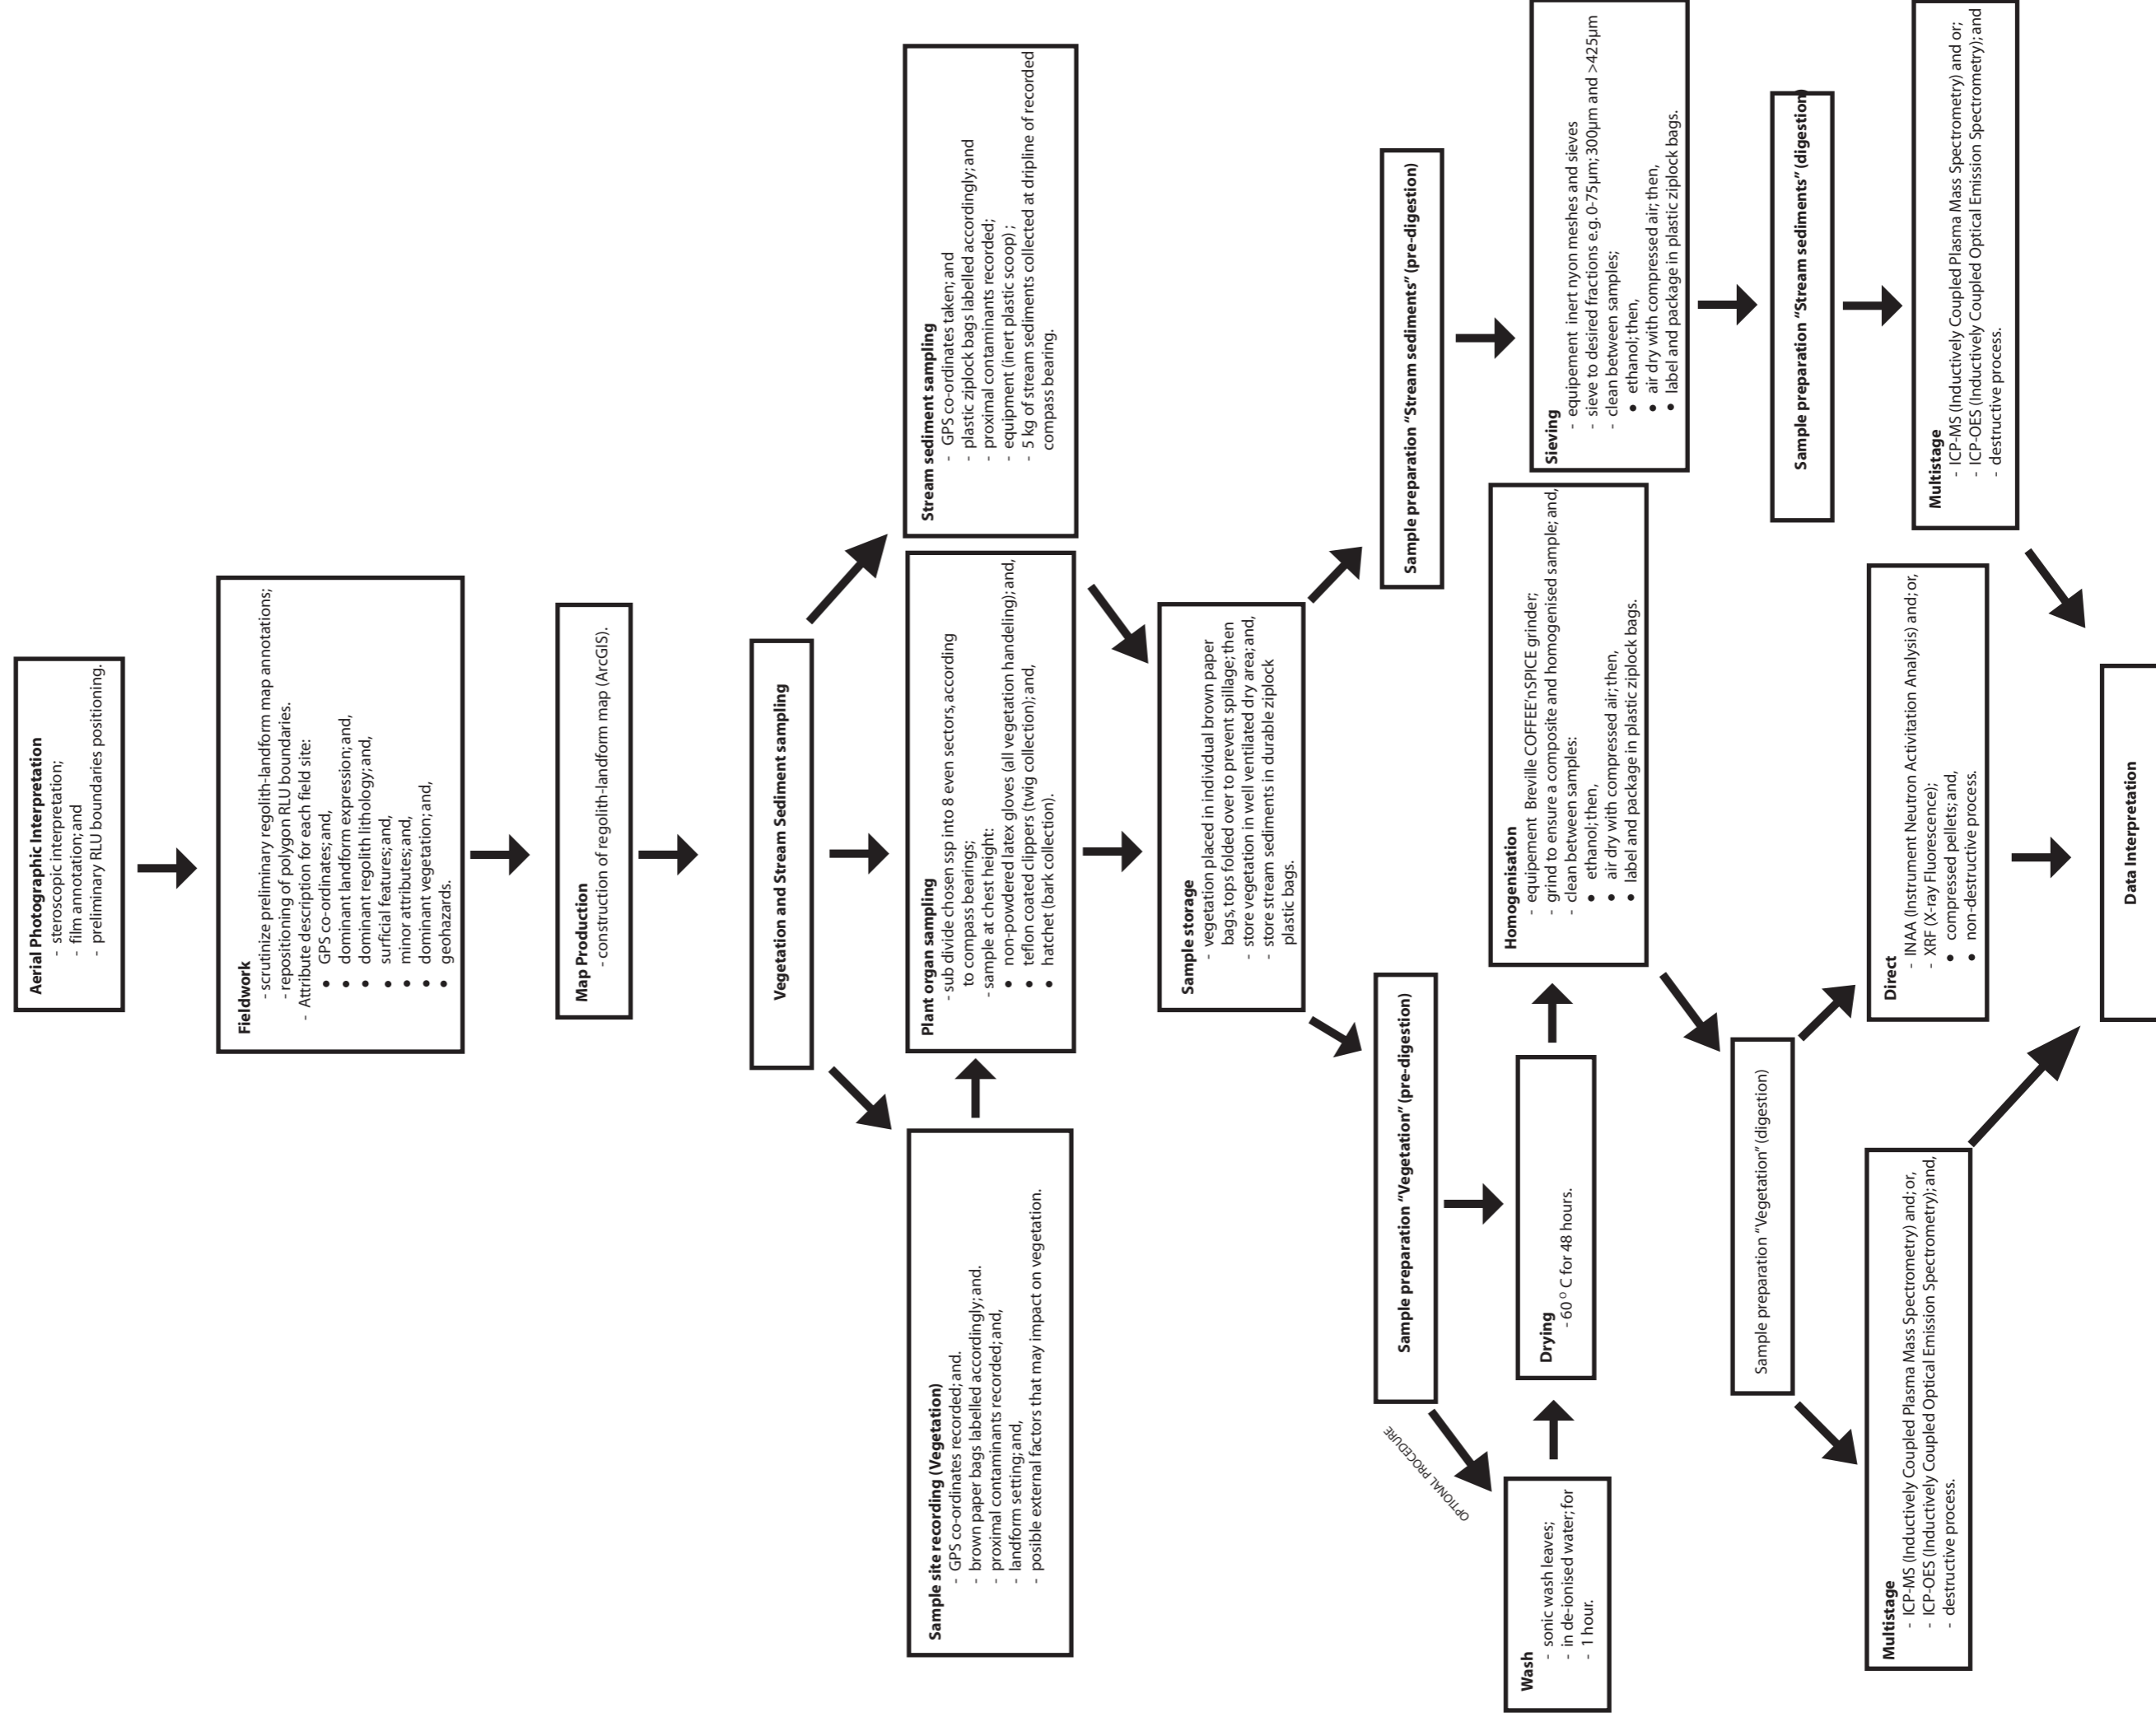 Aerial Photographic Interpretation
- steroscopic interpretation;
- film annotation; and
- preliminary RLU boundaries positioning.
Fieldwork
- scrutinize preliminary regolith-landform map annotations;
- repositioning of polygon RLU boundaries.
- Attribute description for each field site:
• GPS co-ordinates; and,
• dominant landform expression; and,
• dominant regolith lithology; and,
• surficial features; and,
• minor attributes; and,
• dominant vegetation; and,
• geohazards.
Map Production
- construction of regolith-landform map (ArcGIS).
Vegetation and Stream Sediment sampling
Sample site recording (Vegetation)
- GPS co-ordinates recorded; and.
- brown paper bags labelled accordingly; and.
- proximal contaminants recorded; and,
- landform setting; and,
- posible external factors that may impact on vegetation.
Plant organ sampling
- sub divide chosen ssp into 8 even sectors, according
to compass bearings;
- sample at chest height:
• non-powdered latex gloves (all vegetation handeling); and,
• teflon coated clippers (twig collection); and,
• hatchet (bark collection).
Stream sediment sampling
- GPS co-ordinates taken; and
- plastic ziplock bags labelled accordingly; and
- proximal contaminants recorded;
- equipment (inert plastic scoop) ;
- 5 kg of stream sediments collected at dripline of recorded
compass bearing.
Sample storage
- vegetation placed in individual brown paper
bags, tops folded over to prevent spillage; then
- store vegetation in well ventilated dry area; and,
- store stream sediments in durable ziplock
plastic bags.
Sample preparation "Vegetation" (pre-digestion)
Sample preparation "Stream sediments" (pre-digestion)
OPTIONAL PROCEDURE
Wash
- sonic wash leaves;
- in de-ionised water; for
- 1 hour.
Drying
- 60 º C for 48 hours.
Homogenisation
- equipement Breville COFFEE'nSPICE grinder;
- grind to ensure a composite and homogenised sample; and,
- clean between samples:
• ethanol; then,
• air dry with compressed air; then,
• label and package in plastic ziplock bags.
Sieving
- equipement inert nyon meshes and sieves
- sieve to desired fractions e.g. 0-75µm; 300µm and >425µm
- clean between samples;
• ethanol; then,
• air dry with compressed air; then,
• label and package in plastic ziplock bags.
Sample preparation "Vegetation" (digestion)
Sample preparation "Stream sediments" (digestion)
Multistage
- ICP-MS (Inductively Coupled Plasma Mass Spectrometry) and; or,
- ICP-OES (Inductively Coupled Optical Emission Spectrometry); and,
- destructive process.
Direct
- INAA (Instrument Neutron Activitation Analysis) and; or,
- XRF (X-ray Fluorescence);
• compressed pellets; and,
• non-destructive process.
Multistage
- ICP-MS (Inductively Coupled Plasma Mass Spectrometry) and or;
- ICP-OES (Inductively Coupled Optical Emission Spectrometry); and
- destructive process.
Data Interpretation